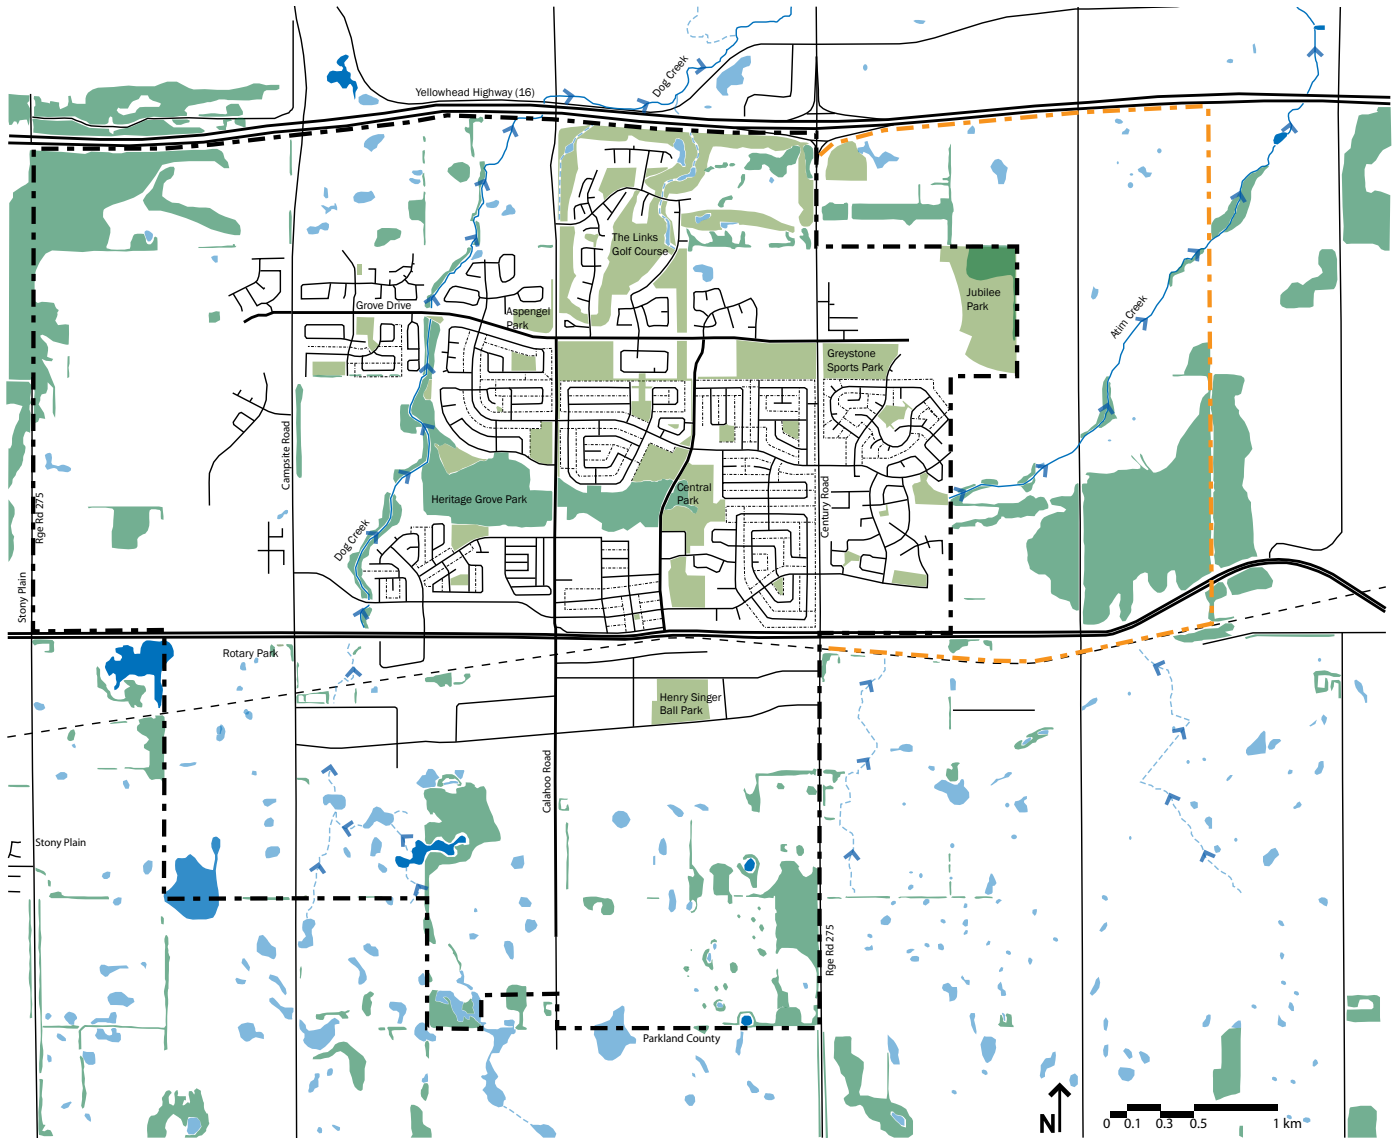 Yellowhead Highway (16)
Dog Creek
The Links
Golf Course
Jubilee
Park
Grove Drive
Aspengel
Park
Atim Creek
Greystone
Sports Park
Campsite Road
Heritage Grove Park
Central
Park
Century Road
Rge Rd 275
Dog Creek
Stony Plain
Rotary Park
Henry Singer
Ball Park
Calahoo Road
Stony Plain
Rge Rd 275
Parkland County
N
0 0.1 0.3 0.5 1 km